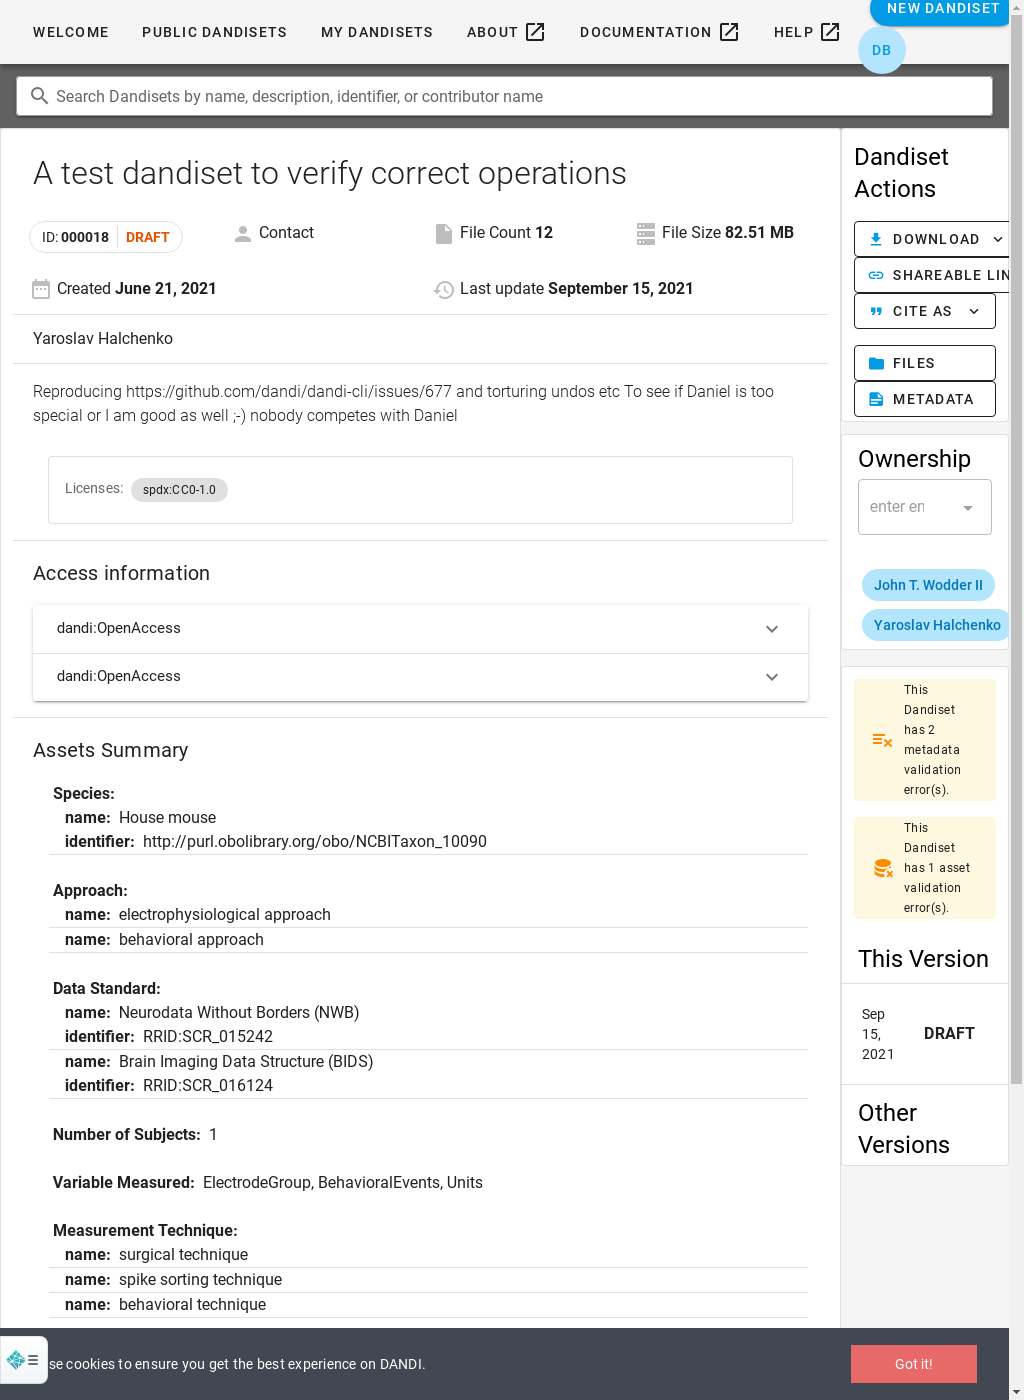 WELCOME PUBLIC DANDISETS MY DANDISETS ABOUT DOCUMENTATION HELP NEW DANDISET
DB
Search Dandisets by name, description, identifier, or contributor name
A test dandiset to verify correct operations
ID: 000018 DRAFT Contact File Count 12 File Size 82.51 MB
Created June 21, 2021 Last update September 15, 2021
Yaroslav Halchenko
Reproducing https://github.com/dandi/dandi-cli/issues/677 and torturing undos etc To see if Daniel is too
special or I am good as well ;-) nobody competes with Daniel
Licenses: spdx:CC0-1.0
Access information
dandi:OpenAccess
dandi:OpenAccess
Assets Summary
Species:
name: House mouse
identifier: http://purl.obolibrary.org/obo/NCBITaxon_10090
Approach:
name: electrophysiological approach
name: behavioral approach
Data Standard:
name: Neurodata Without Borders (NWB)
identifier: RRID:SCR_015242
name: Brain Imaging Data Structure (BIDS)
identifier: RRID:SCR_016124
Number of Subjects: 1
Variable Measured: ElectrodeGroup, BehavioralEvents, Units
Measurement Technique:
name: surgical technique
name: spike sorting technique
name: behavioral technique
Dandiset
Actions
DOWNLOAD
SHAREABLE LIN
CITE AS
FILES
METADATA
Ownership
enter en
John T. Wodder II
Yaroslav Halchenko
This
Dandiset
has 2
metadata
validation
error(s).
This
Dandiset
has 1 asset
validation
error(s).
This Version
Sep
15,
2021
DRAFT
Other
Versions
se cookies to ensure you get the best experience on DANDI.
Got it!